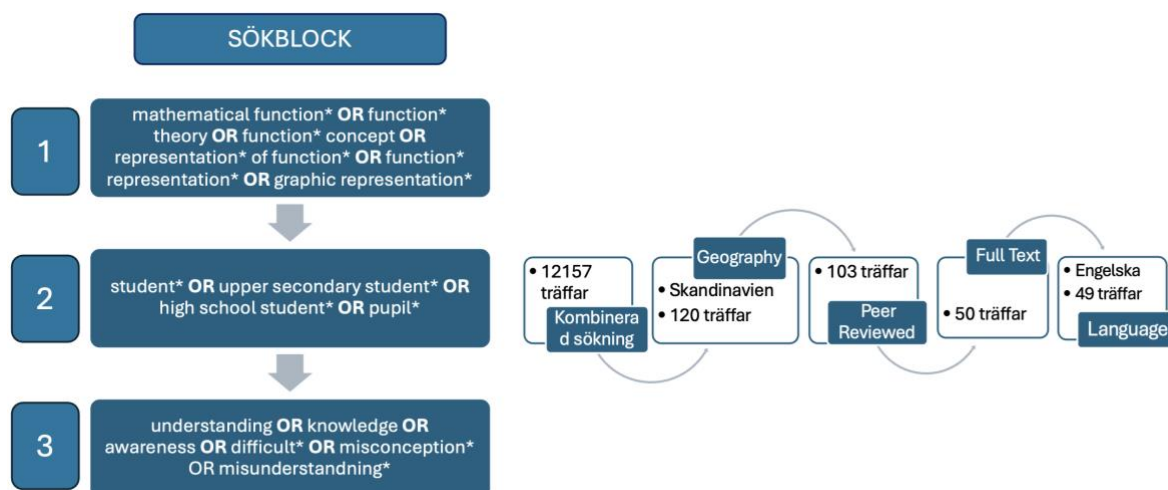 SÖKBLOCK
1
mathematical function* OR function*
theory OR function* concept OR
representation* of function* OR function*
representation* OR graphic representation*
2
student* OR upper secondary student* OR
high school student* OR pupil*
3
understanding OR knowledge OR
awareness OR difficult* OR misconception*
OR misunderstandning*
• 12157
träffar
Kombinera
d sökning
Geography
• Skandinavien
• 120 träffar
• 103 träffar
Peer
Reviewed
Full Text
• 50 träffar
• Engelska
• 49 träffar
Language